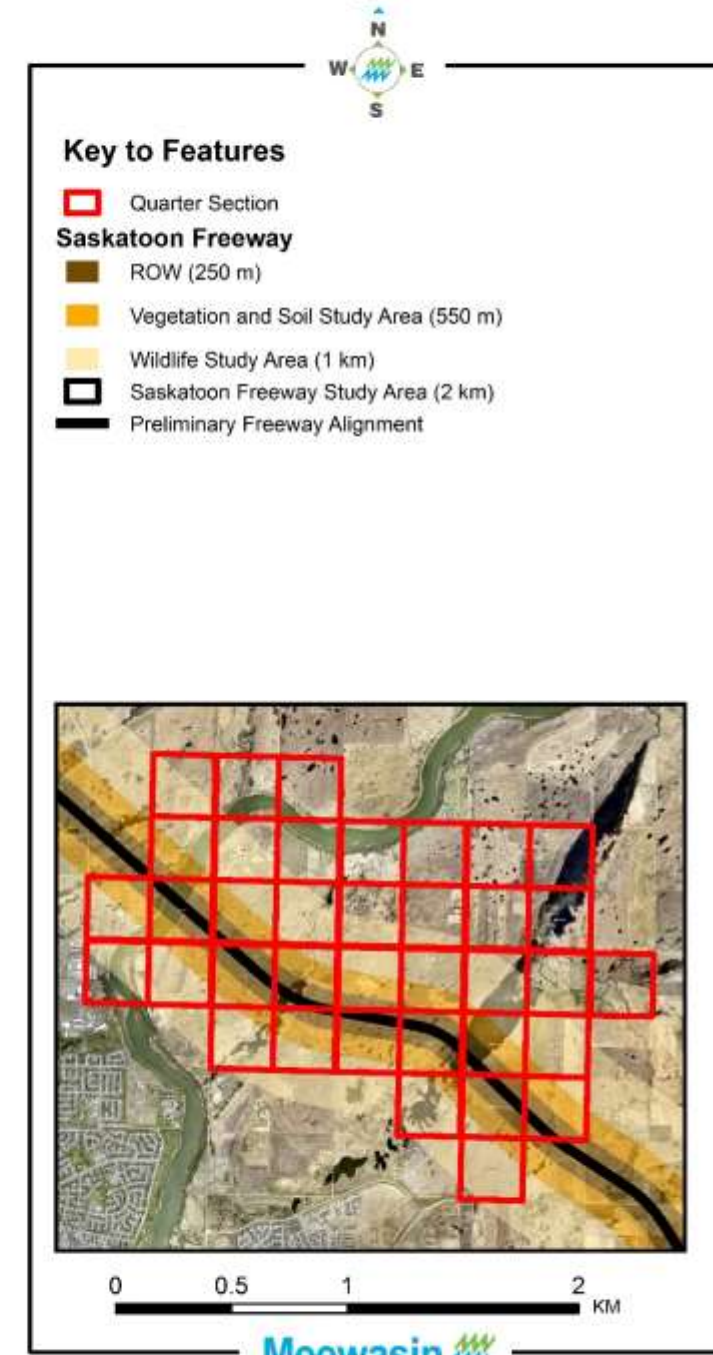 N
W E
S
Key to Features
Quarter Section
Saskatoon Freeway
ROW (250 m)
Vegetation and Soil Study Area (550 m)
Wildlife Study Area (1 km)
Saskatoon Freeway Study Area (2 km)
Preliminary Freeway Alignment
0 0.5 1 2
KM
Meewasin